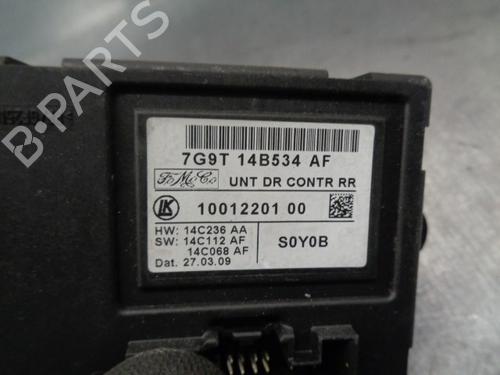 B-PARTS
7G9T 14B534 AF
FoMoCo UNT DR CONTR RR
LK 10012201 00
HW: 14C236 AA
SW: 14C112 AF
14C068 AF
Dat. 27.03.09
S0Y0B